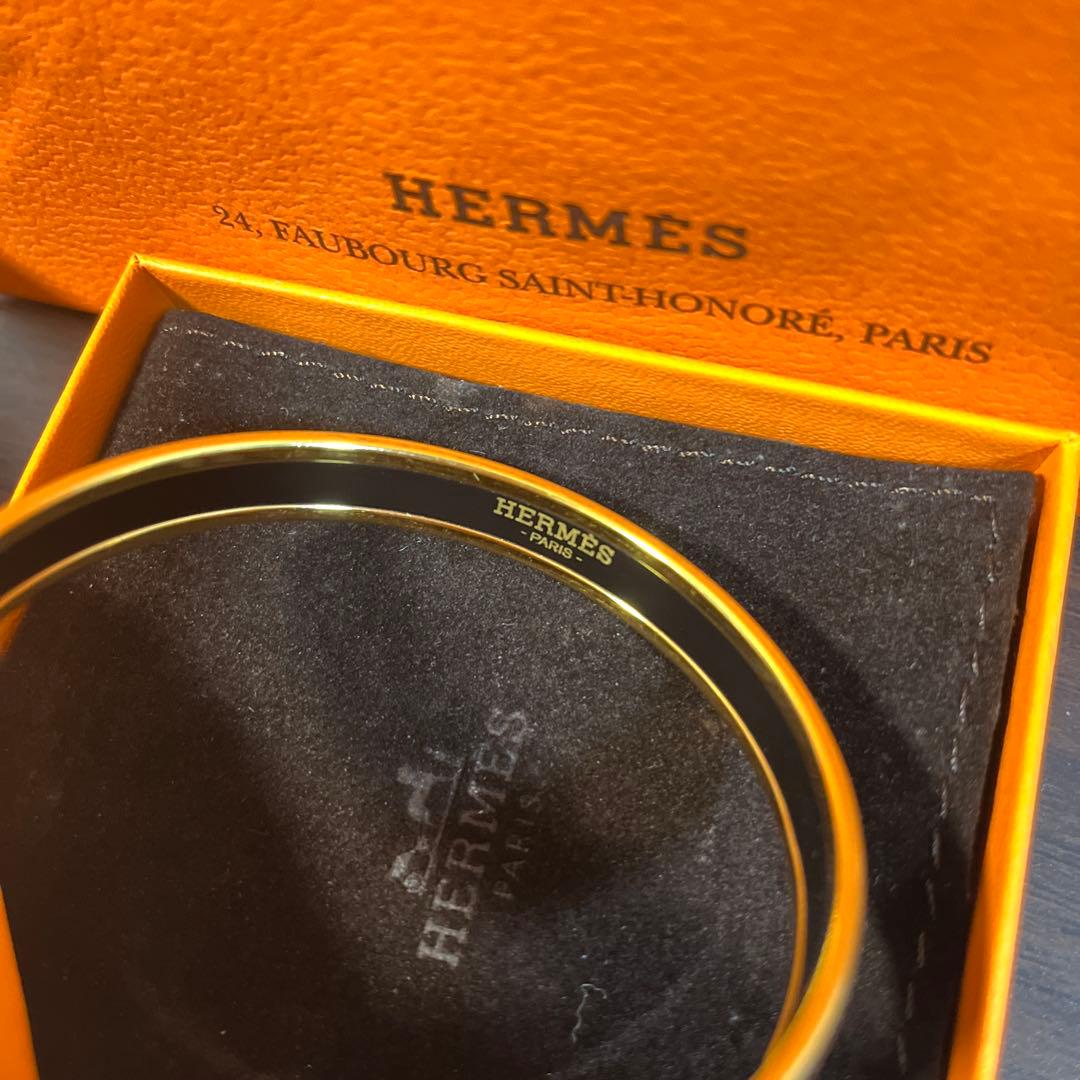 HERMÈS
24, FAUBOURG SAINT-HONORÉ, PARIS
HERMÈS
- PARIS -
HERMÈS
PARIS